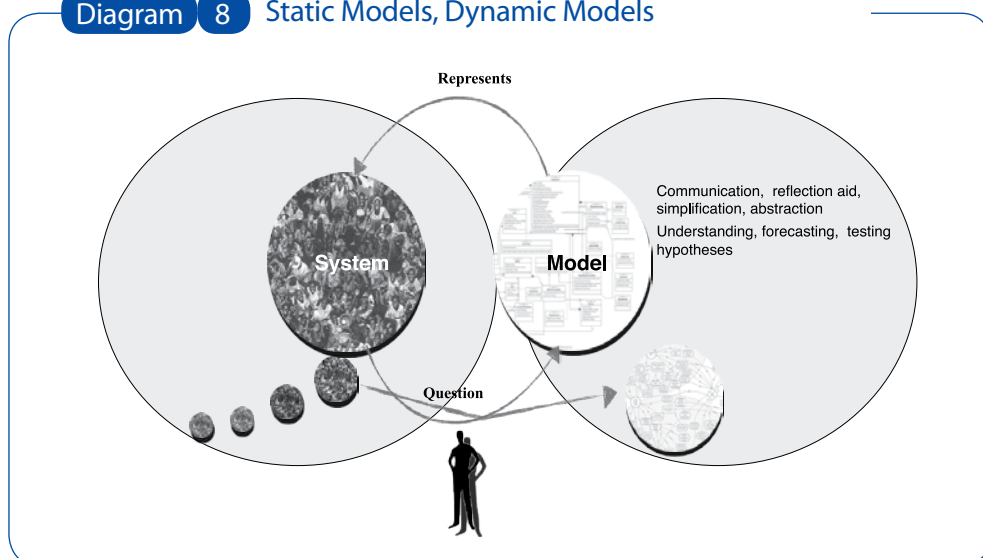 Diagram 8 Static Models, Dynamic Models
Represents
System
Model
Communication, reflection aid,
simplification, abstraction
Understanding, forecasting, testing
hypotheses
Question